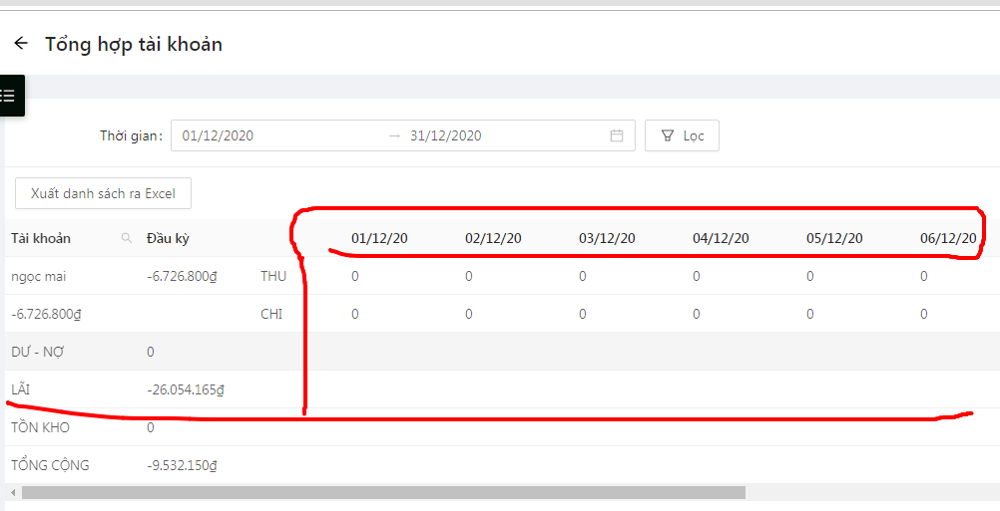 Tổng hợp tài khoản
Thời gian: 01/12/2020 → 31/12/2020 Lọc
Xuất danh sách ra Excel
Tài khoản Đầu kỳ 01/12/20 02/12/20 03/12/20 04/12/20 05/12/20 06/12/20
ngọc mai -6.726.800₫ THU 0 0 0 0 0 0
-6.726.800₫ CHI 0 0 0 0 0 0
DƯ - NỢ 0
LÃI -26.054.165₫
TỒN KHO 0
TỔNG CỘNG -9.532.150₫